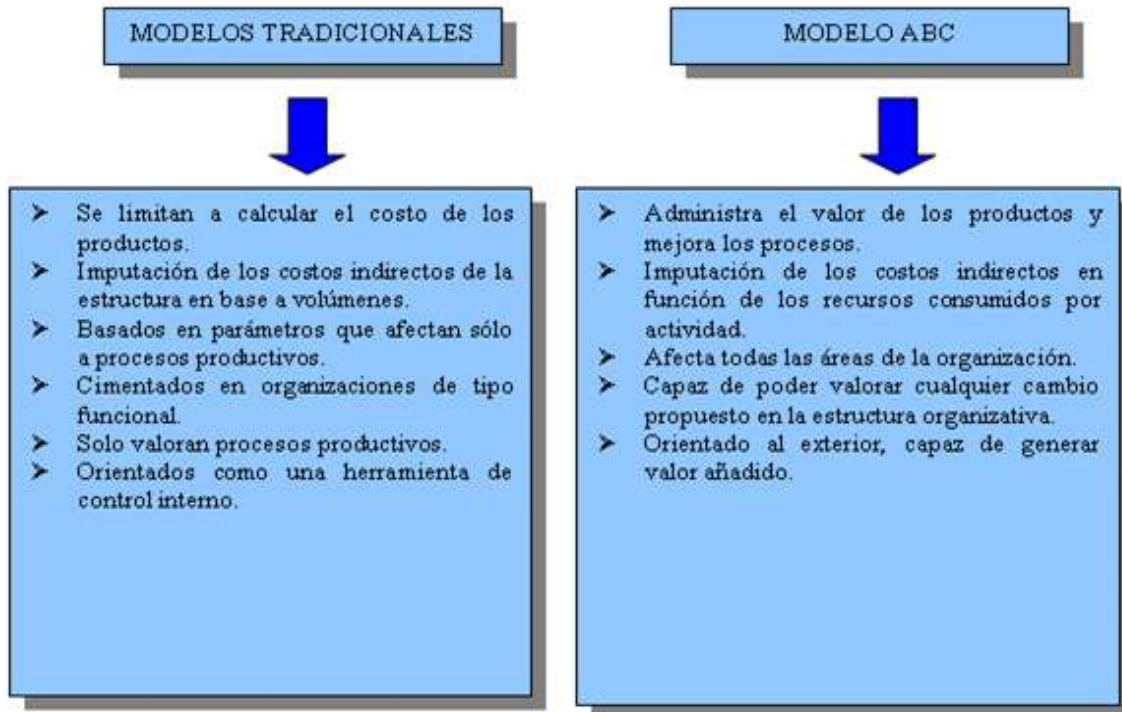 MODELOS TRADICIONALES
➤ Se limitan a calcular el costo de los
productos.
➤ Imputación de los costos indirectos de la
estructura en base a volúmenes.
➤ Basados en parámetros que afectan sólo
a procesos productivos.
➤ Cimentados en organizaciones de tipo
funcional.
➤ Solo valoran procesos productivos.
➤ Orientados como una herramienta de
control interno.
MODELO ABC
➤ Administra el valor de los productos y
mejora los procesos.
➤ Imputación de los costos indirectos en
función de los recursos consumidos por
actividad.
➤ Afecta todas las áreas de la organización.
➤ Capaz de poder valorar cualquier cambio
propuesto en la estructura organizativa.
➤ Orientado al exterior, capaz de generar
valor añadido.